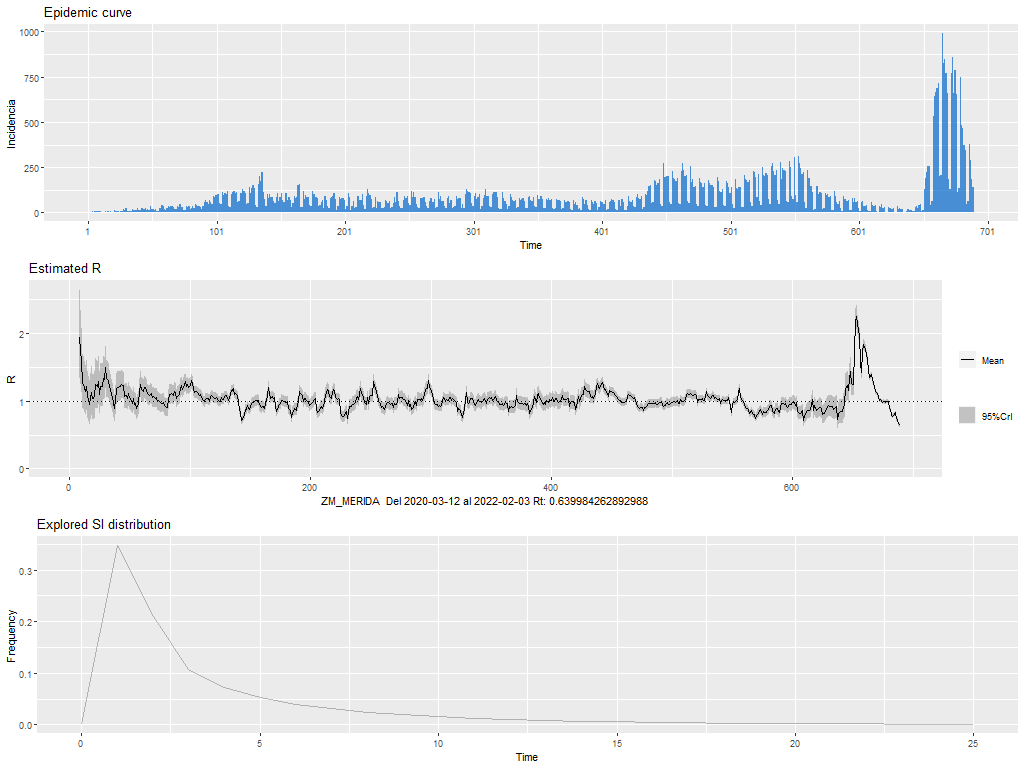 Epidemic curve
1000
750
500
250
0
Incidencia
1 101 201 301 401 501 601 701
Time
Estimated R
2
1
0
R
Mean
95%CrI
0 200 400 600
ZM_MERIDA Del 2020-03-12 al 2022-02-03 Rt: 0.639984262892988
Explored SI distribution
0.3
0.2
0.1
0.0
Frequency
0 5 10 15 20 25
Time